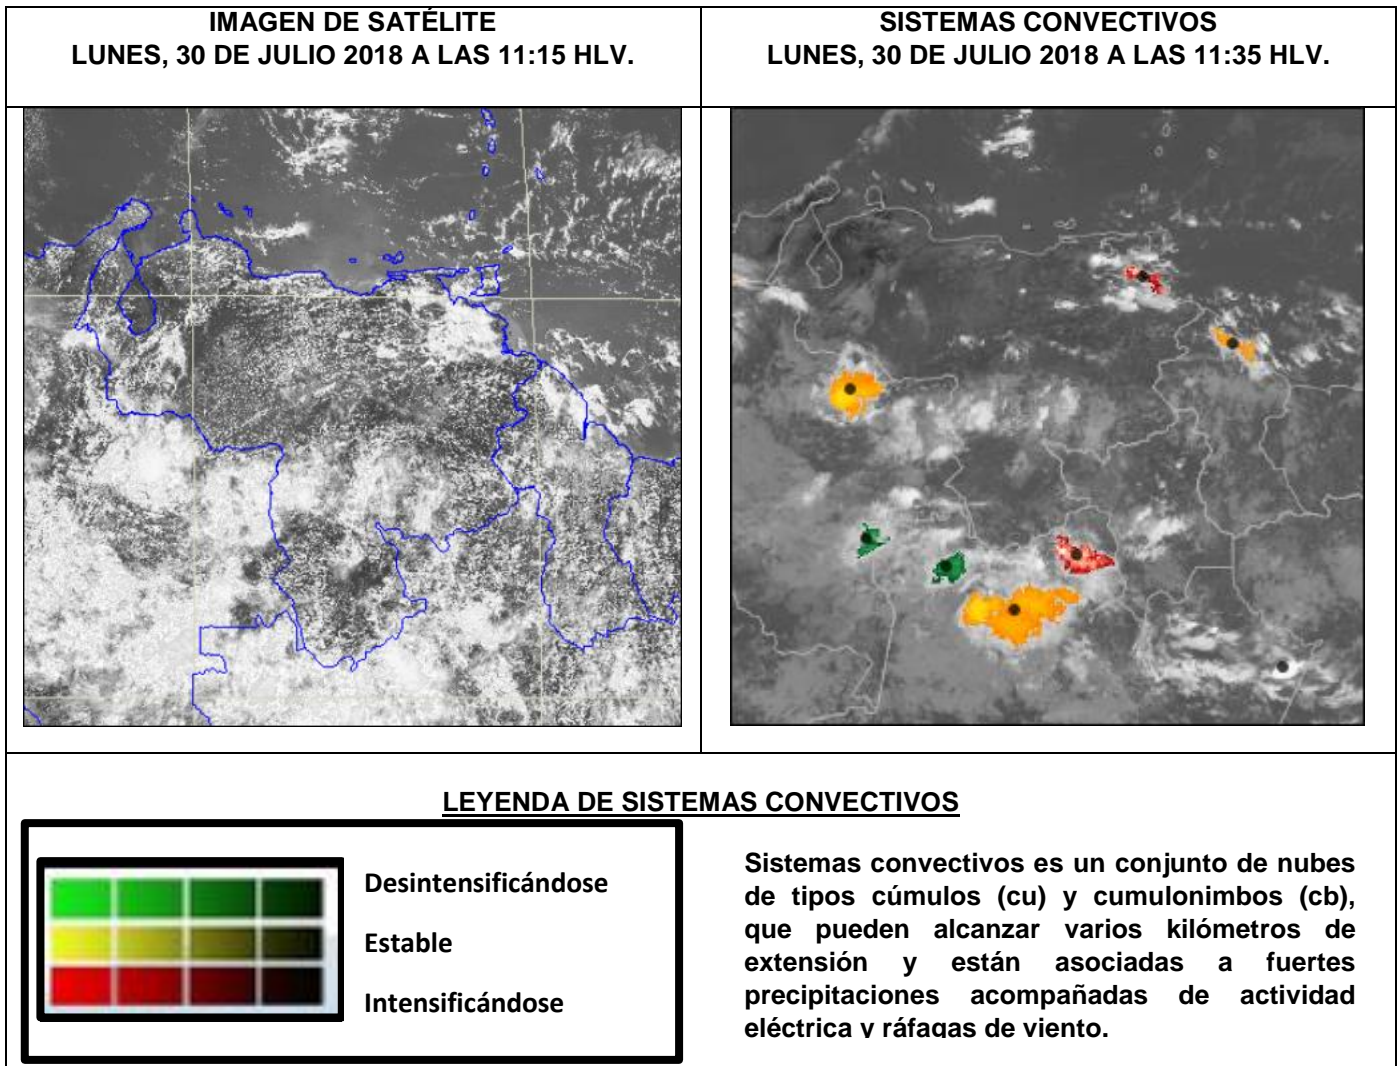 IMAGEN DE SATÉLITE
LUNES, 30 DE JULIO 2018 A LAS 11:15 HLV.
SISTEMAS CONVECTIVOS
LUNES, 30 DE JULIO 2018 A LAS 11:35 HLV.
LEYENDA DE SISTEMAS CONVECTIVOS
Desintensificándose
Estable
Intensificándose
Sistemas convectivos es un conjunto de nubes
de tipos cúmulos (cu) y cumulonimbos (cb),
que pueden alcanzar varios kilómetros de
extensión y están asociadas a fuertes
precipitaciones acompañadas de actividad
eléctrica y ráfagas de viento.